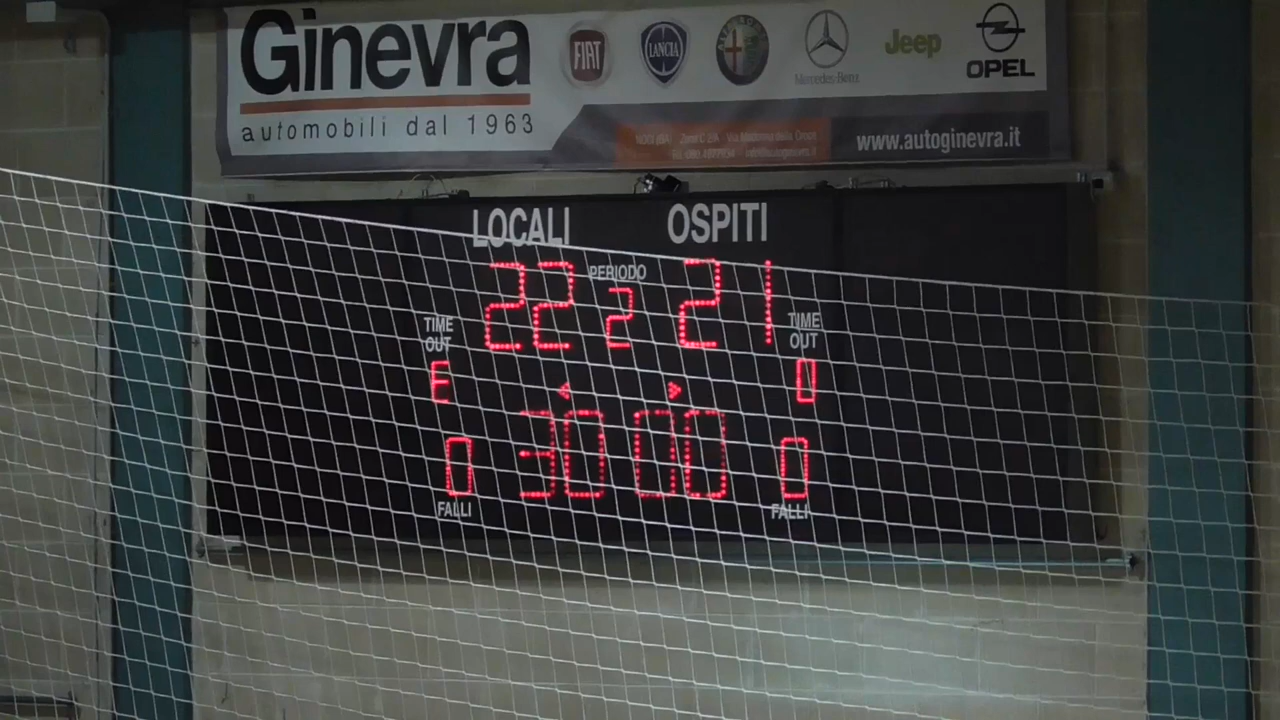 Ginevra
automobili dal 1963
FIAT
LANCIA
Mercedes-Benz
Jeep
OPEL
www.autoginevra.it
LOCALI
OSPITI
22
PERIODO
2
21
TIME
OUT
TIME
OUT
E
0
30 00
0
0
FALLI
FALLI